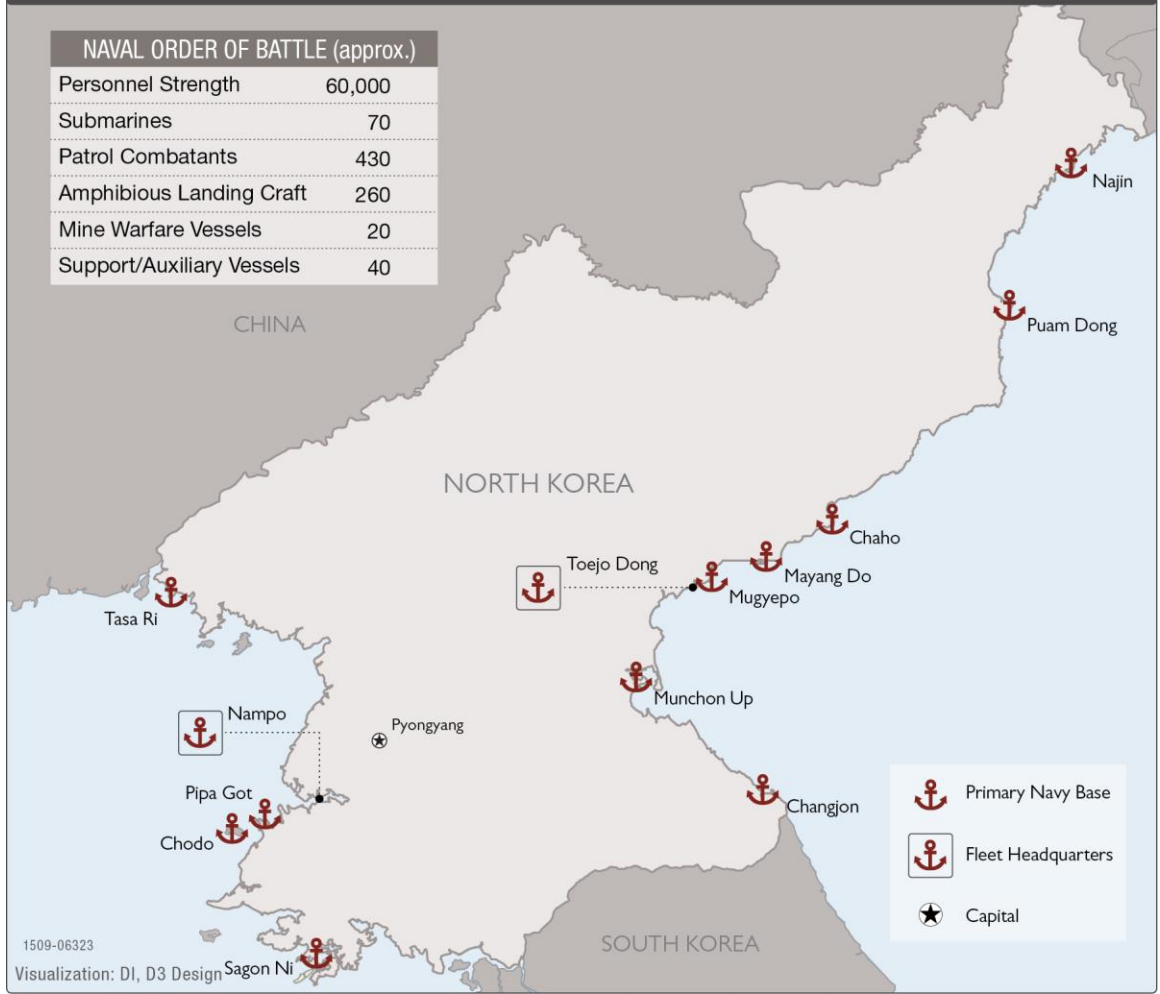 NAVAL ORDER OF BATTLE (approx.)
Personnel Strength 60,000
Submarines 70
Patrol Combatants 430
Amphibious Landing Craft 260
Mine Warfare Vessels 20
Support/Auxiliary Vessels 40
CHINA
Najin
Puam Dong
NORTH KOREA
Chaho
Toejo Dong
Mayang Do
Mugyepo
Tasa Ri
Munchon Up
Nampo
Pyongyang
Pipa Got
Changjon
Chodo
Primary Navy Base
Fleet Headquarters
Capital
SOUTH KOREA
1509-06323
Sagon Ni
Visualization: DI, D3 Design